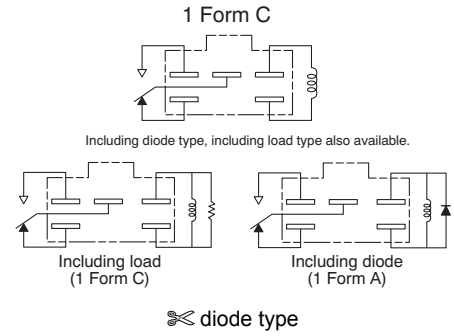 1 Form C
Including diode type, including load type also available.
Including load
(1 Form C)
Including diode
(1 Form A)
✄ diode type